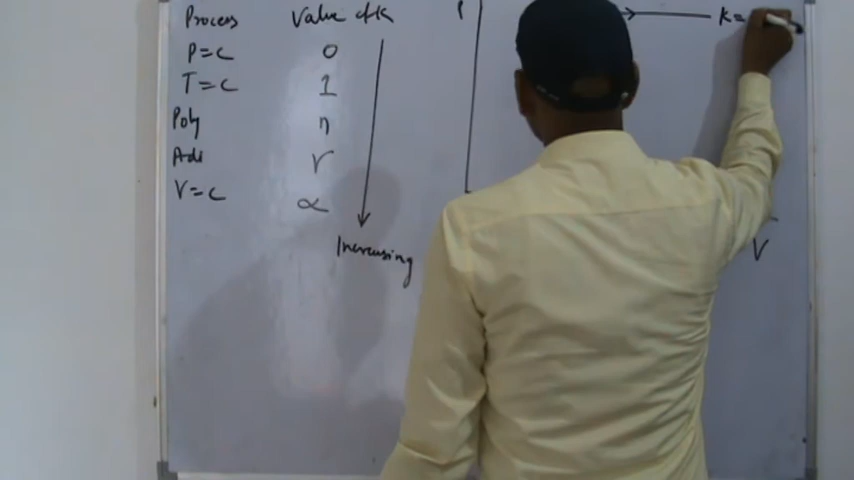 Process Value of K
P=C 0
T=C 1
Poly n
Adi γ
V=C ∝
Increasing
P
K=
V